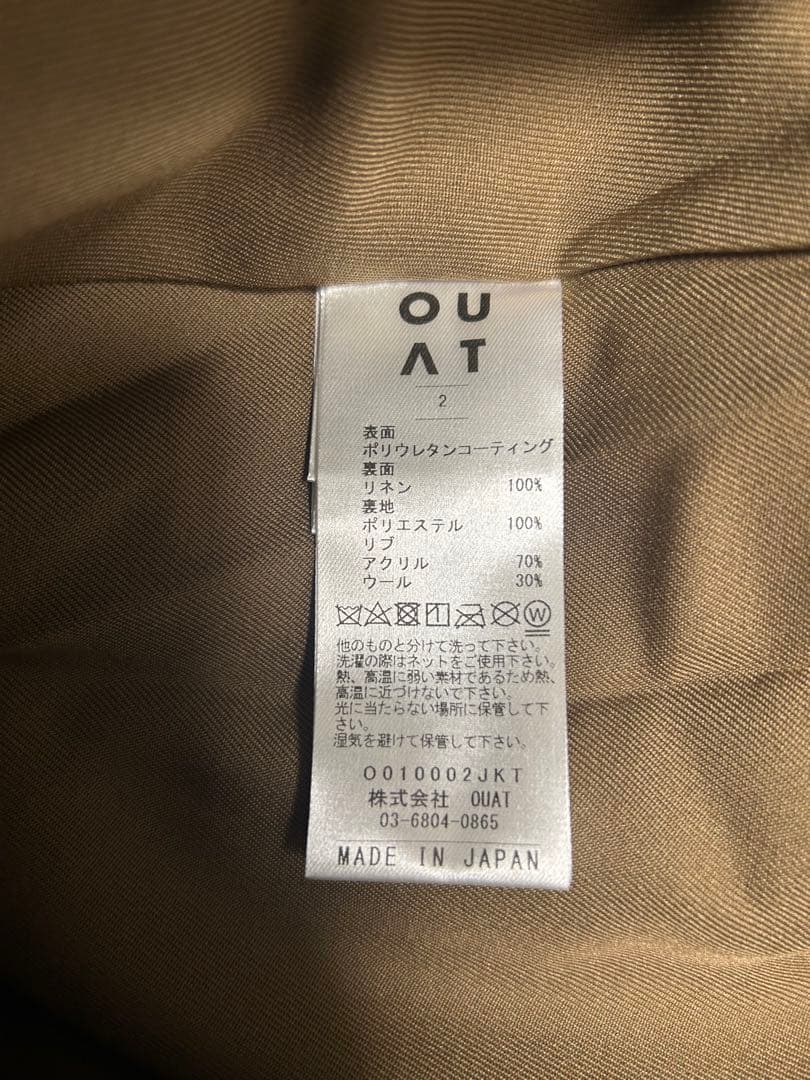 OU
ΛT
2
表面
ポリウレタンコーティング
裏面
リネン 100%
裏地
ポリエステル 100%
リブ
アクリル 70%
ウール 30%
W
他のものと分けて洗って下さい。
洗濯の際はネットをご使用下さい。
熱、高温に弱い素材であるため熱、
高温に近づけないで下さい。
光に当たらない場所に保管して下
さい。
湿気を避けて保管して下さい。
O010002JKT
株式会社 OUAT
03-6804-0865
MADE IN JAPAN